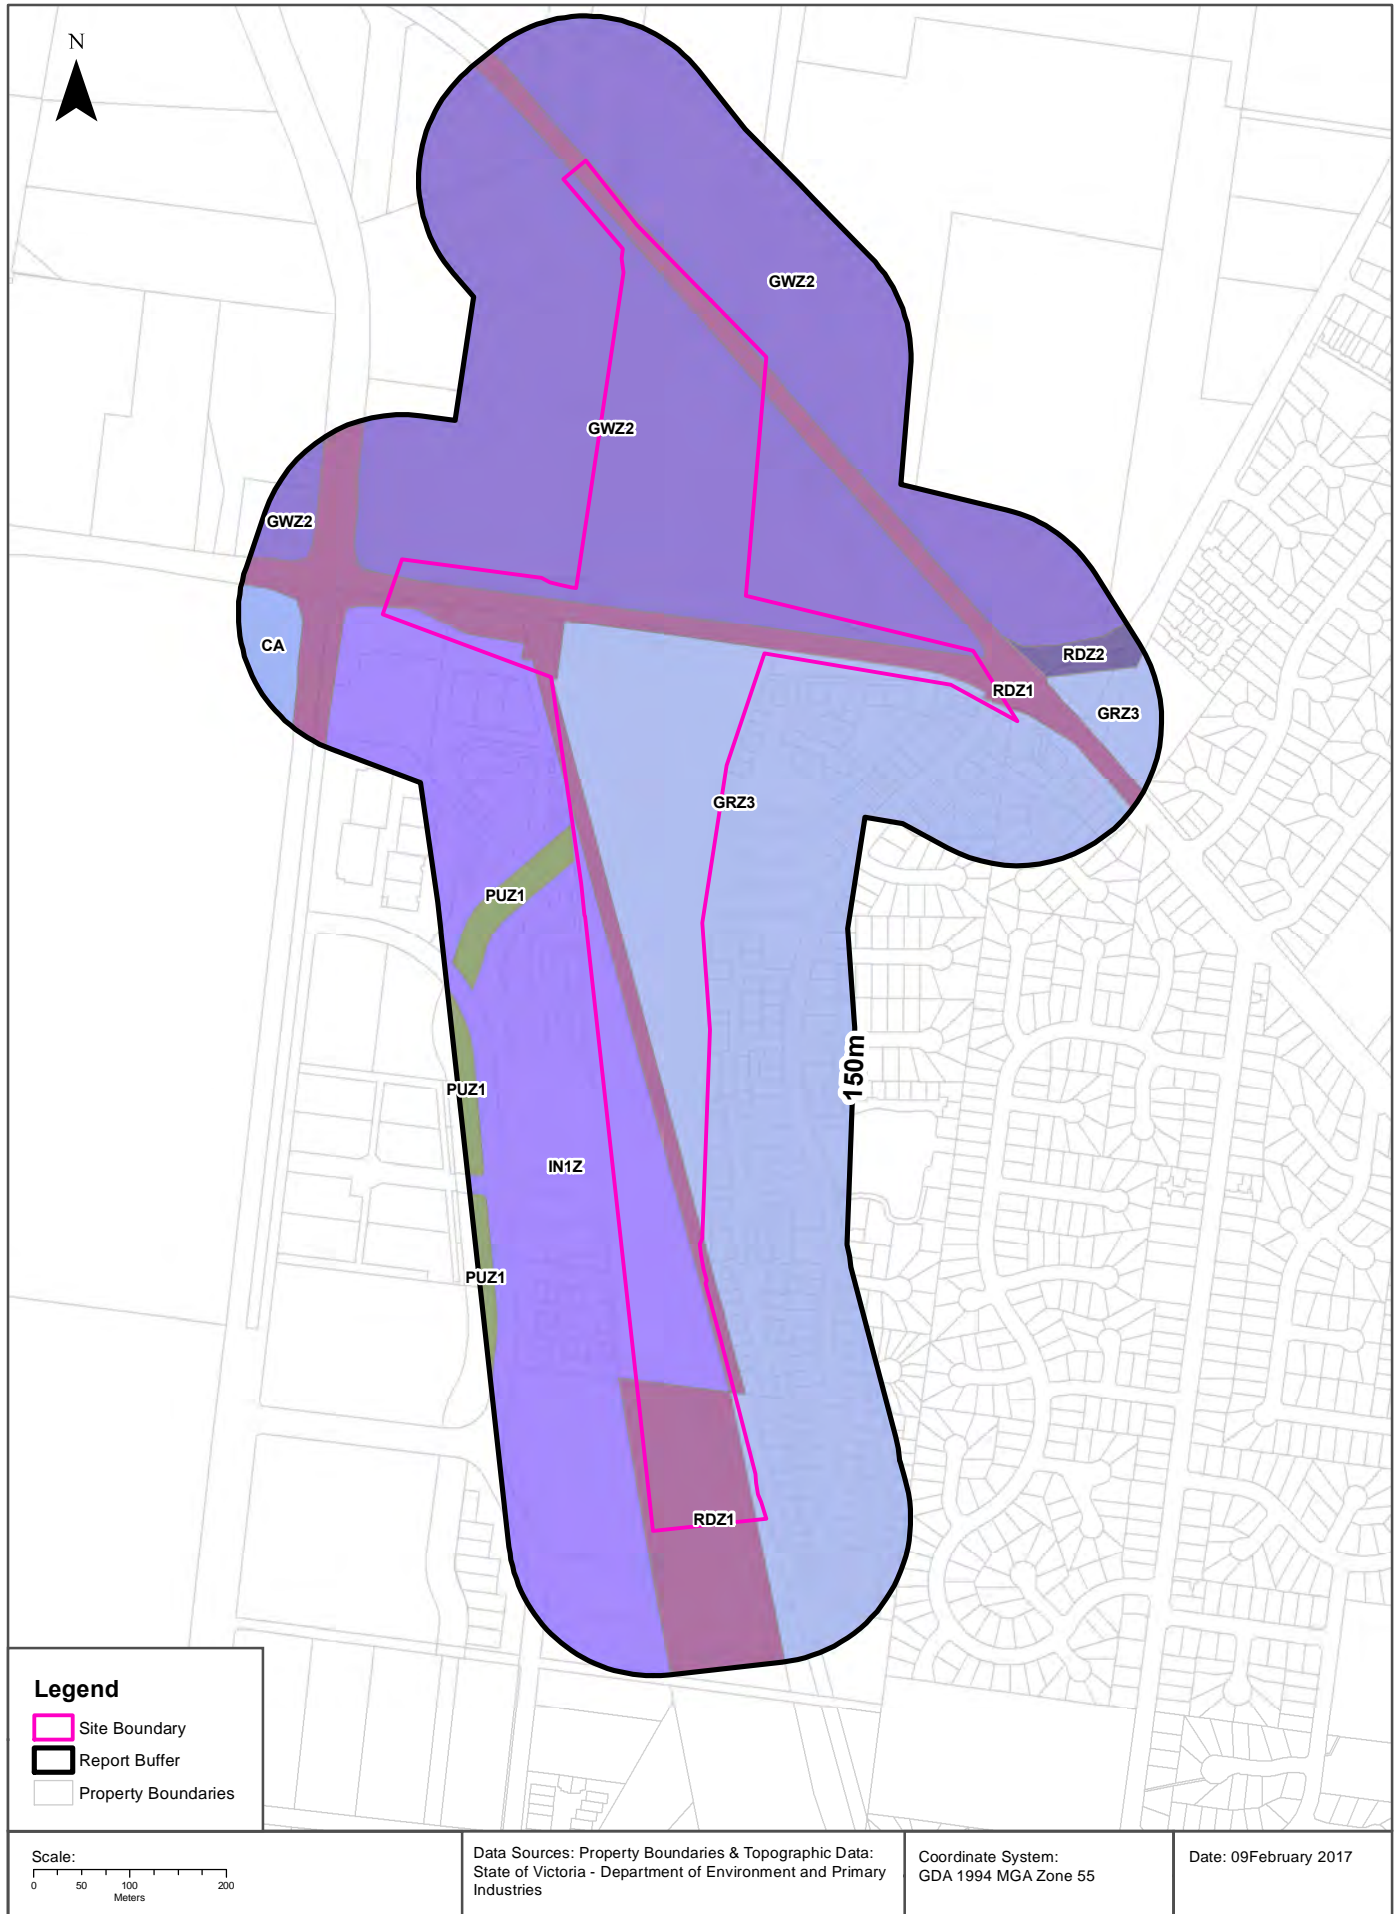 N
GWZ2
GWZ2
GWZ2
CA
RDZ2
RDZ1
GRZ3
GRZ3
PUZ1
150m
PUZ1
IN1Z
PUZ1
RDZ1
Legend
Site Boundary
Report Buffer
Property Boundaries
Scale:
0 50 100 200
Meters
Data Sources: Property Boundaries & Topographic Data:
State of Victoria - Department of Environment and Primary
Industries
Coordinate System:
GDA 1994 MGA Zone 55
Date: 09February 2017